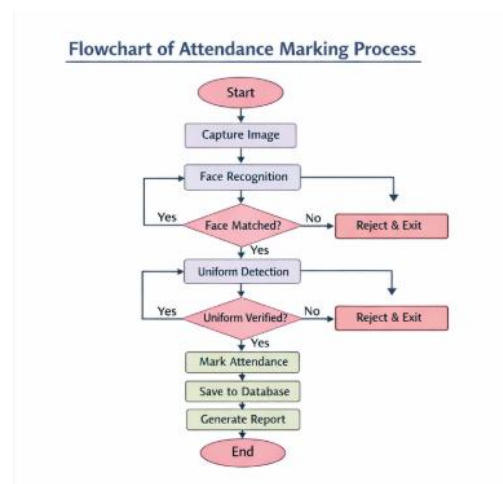 Flowchart of Attendance Marking Process
Start
Capture Image
Face Recognition
Yes
Face Matched?
No
Reject & Exit
Yes
Uniform Detection
Yes
Uniform Verified?
No
Reject & Exit
Yes
Mark Attendance
Save to Database
Generate Report
End